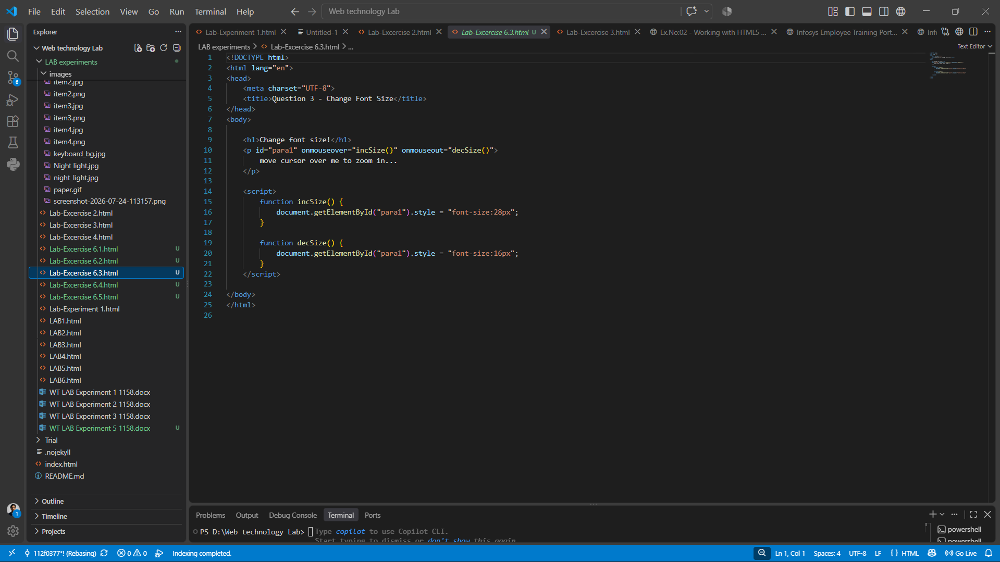 File Edit Selection View Go Run Terminal Help
Web technology Lab
Explorer
Web technology Lab
LAB experiments
images
item2.jpg
item2.png
item3.jpg
item3.png
item4.jpg
item4.png
keyboard_bg.jpg
Night light.jpg
night_light.jpg
paper.gif
screenshot-2026-07-24-113157.png
Lab-Excercise 2.html
Lab-Excercise 3.html
Lab-Excercise 4.html
Lab-Excercise 6.1.html U
Lab-Excercise 6.2.html U
Lab-Excercise 6.3.html U
Lab-Excercise 6.4.html U
Lab-Excercise 6.5.html U
Lab-Experiment 1.html
LAB1.html
LAB2.html
LAB3.html
LAB4.html
LAB5.html
LAB6.html
WT LAB Experiment 1 1158.docx
WT LAB Experiment 2 1158.docx
WT LAB Experiment 3 1158.docx
WT LAB Experiment 5 1158.docx U
Trial
.nojekyll
index.html
README.md
Outline
Timeline
Projects
6
1
Lab-Experiment 1.html Untitled-1 Lab-Excercise 2.html Lab-Excercise 6.3.html U Lab-Excercise 3.html Ex.No:02 - Working with HTML5 ... Infosys Employee Training Port... Inf
LAB experiments > Lab-Excercise 6.3.html > ...
Text Editor
1 <!DOCTYPE html>
2 <html lang="en">
3 <head>
4 <meta charset="UTF-8">
5 <title>Question 3 - Change Font Size</title>
6 </head>
7 <body>
8
9 <h1>Change font size!</h1>
10 <p id="para1" onmouseover="incSize()" onmouseout="decSize()">
11 move cursor over me to zoom in...
12 </p>
13
14 <script>
15 function incSize() {
16 document.getElementById("para1").style = "font-size:28px";
17 }
18
19 function decSize() {
20 document.getElementById("para1").style = "font-size:16px";
21 }
22 </script>
23
24 </body>
25 </html>
26
Problems Output Debug Console Terminal Ports
PS D:\Web technology Lab> Type copilot to use Copilot CLI.
Start typing to dismiss or don't show this again
powershell
powershell
112f0377*! (Rebasing) 0 0 Indexing completed. Ln 1, Col 1 Spaces: 4 UTF-8 LF { } HTML Go Live